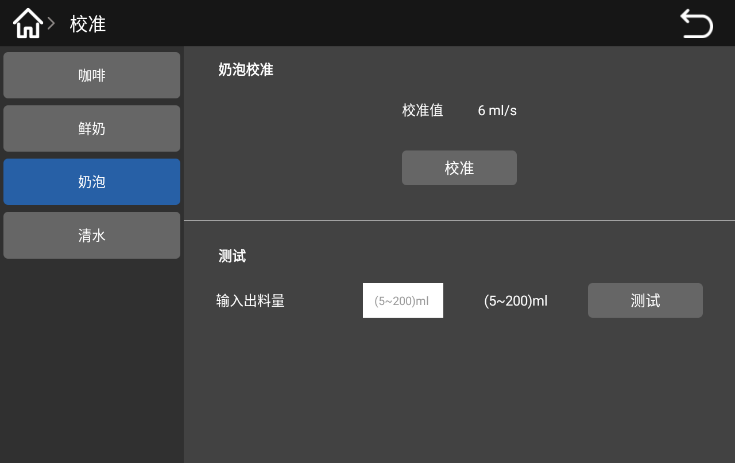 校准
咖啡
鲜奶
奶泡
清水
奶泡校准
校准值 6 ml/s
校准
测试
输入出料量 (5~200)ml (5~200)ml 测试